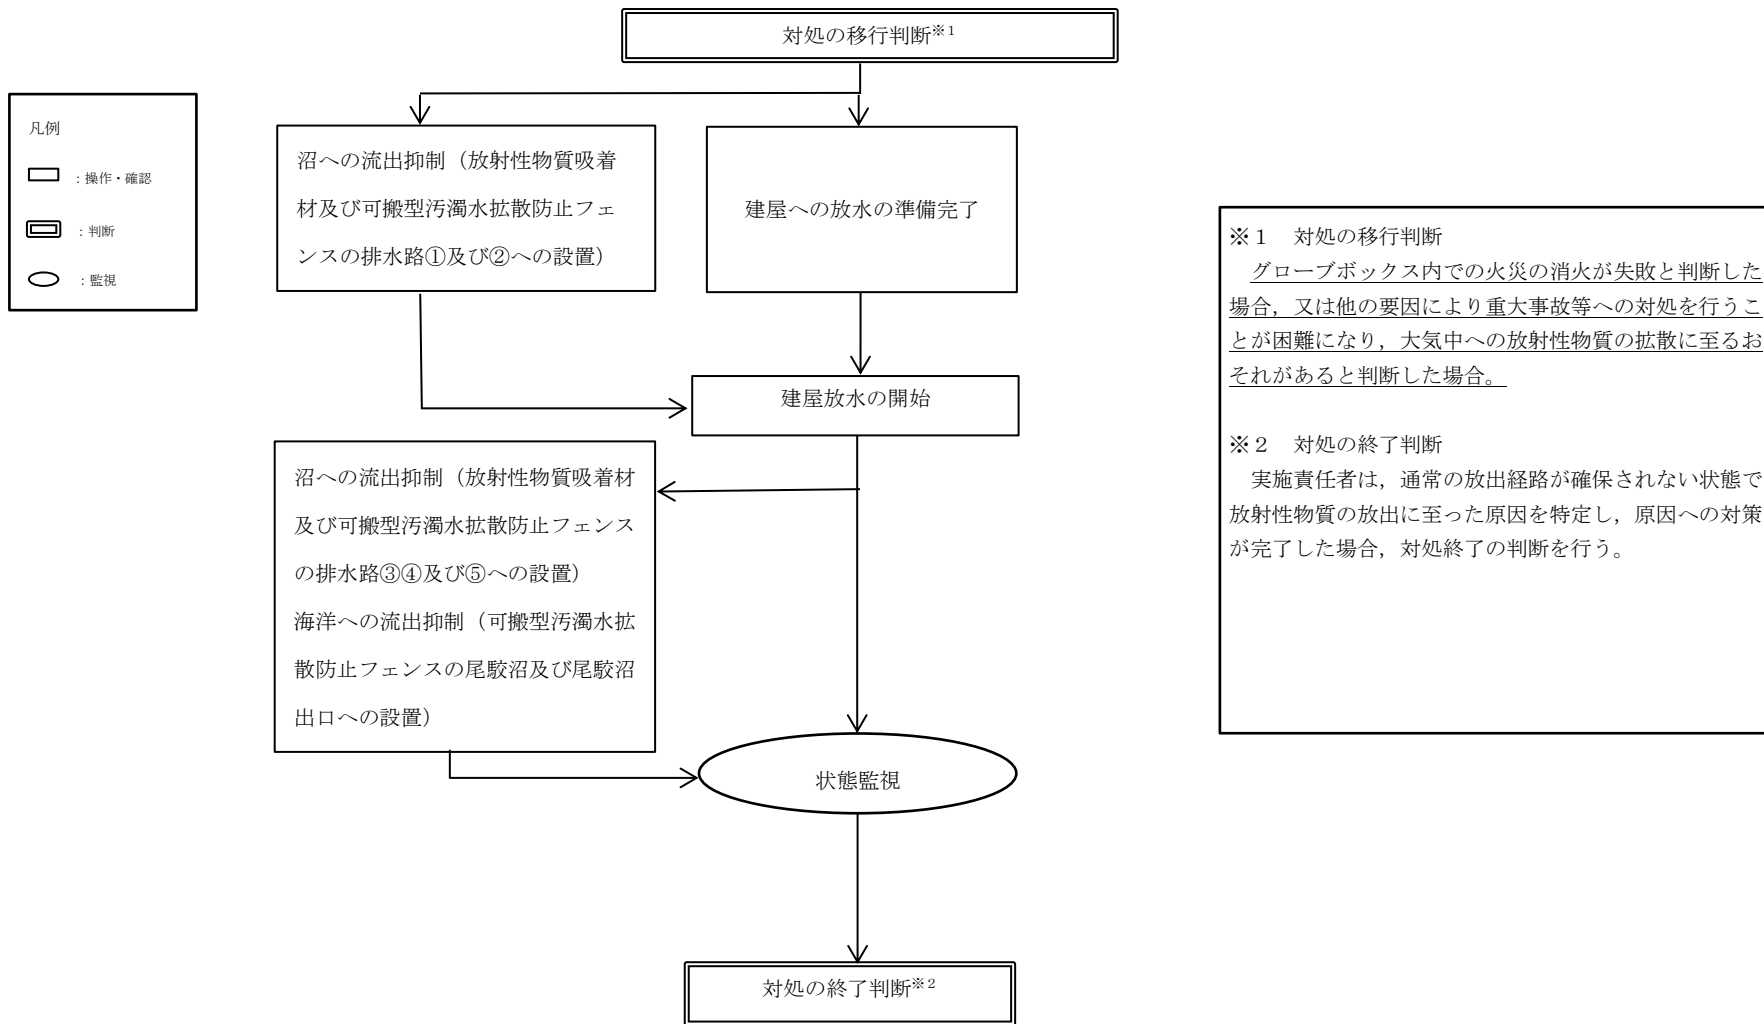 対処の移行判断※1
凡例
：操作・確認
：判断
：監視
沼への流出抑制（放射性物質吸着
材及び可搬型汚濁水拡散防止フェ
ンスの排水路①及び②への設置）
建屋への放水の準備完了
建屋放水の開始
沼への流出抑制（放射性物質吸着材
及び可搬型汚濁水拡散防止フェンス
の排水路③④及び⑤への設置）
海洋への流出抑制（可搬型汚濁水拡
散防止フェンスの尾駮沼及び尾駮沼
出口への設置）
状態監視
対処の終了判断※2
※１　対処の移行判断
グローブボックス内での火災の消火が失敗と判断した
場合，又は他の要因により重大事故等への対処を行うこ
とが困難になり，大気中への放射性物質の拡散に至るお
それがあると判断した場合。
※２　対処の終了判断
実施責任者は，通常の放出経路が確保されない状態で
放射性物質の放出に至った原因を特定し，原因への対策
が完了した場合，対処終了の判断を行う。